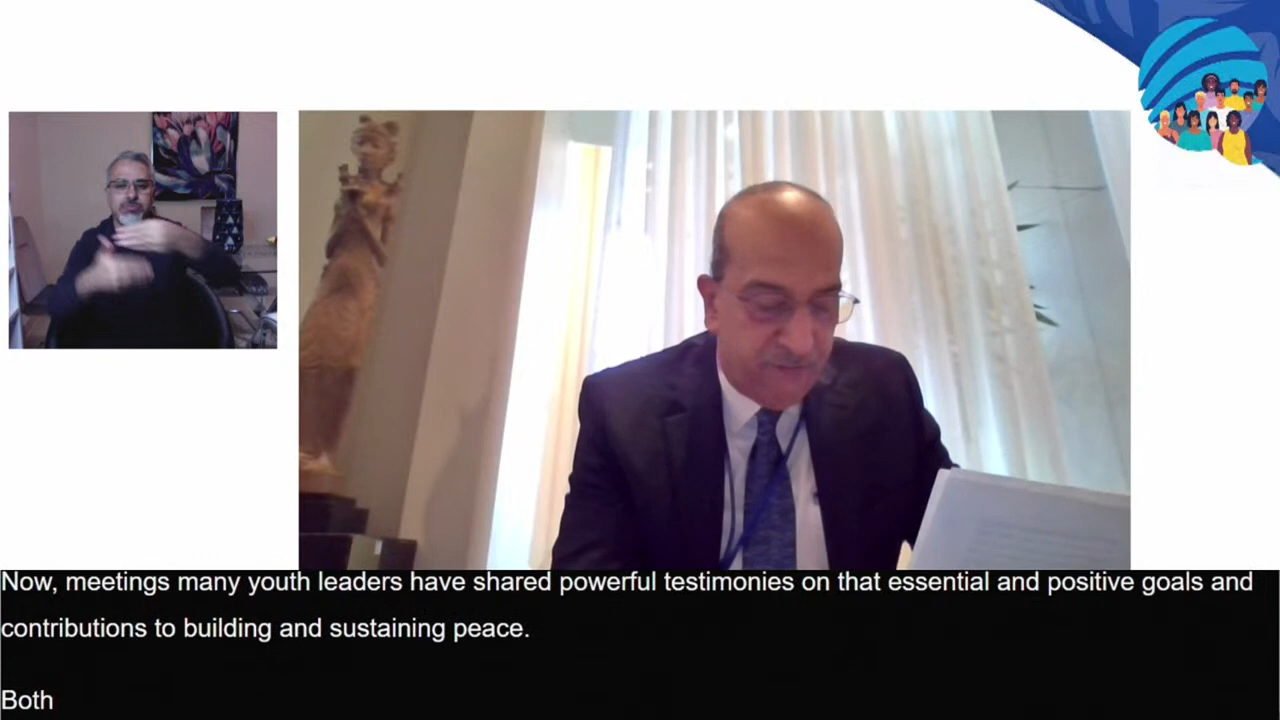 Now, meetings many youth leaders have shared powerful testimonies on that essential and positive goals and
contributions to building and sustaining peace.
Both